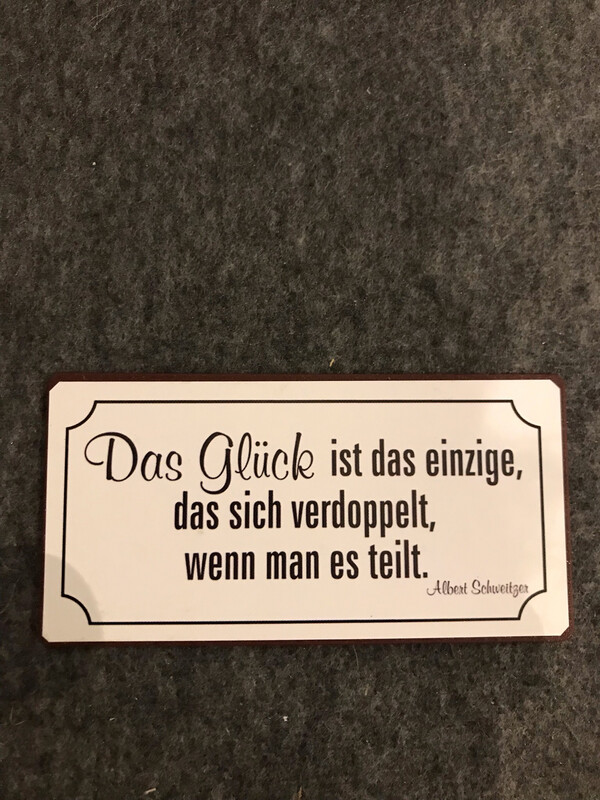 Das Glück ist das einzige,
das sich verdoppelt,
wenn man es teilt.
Albert Schweitzer